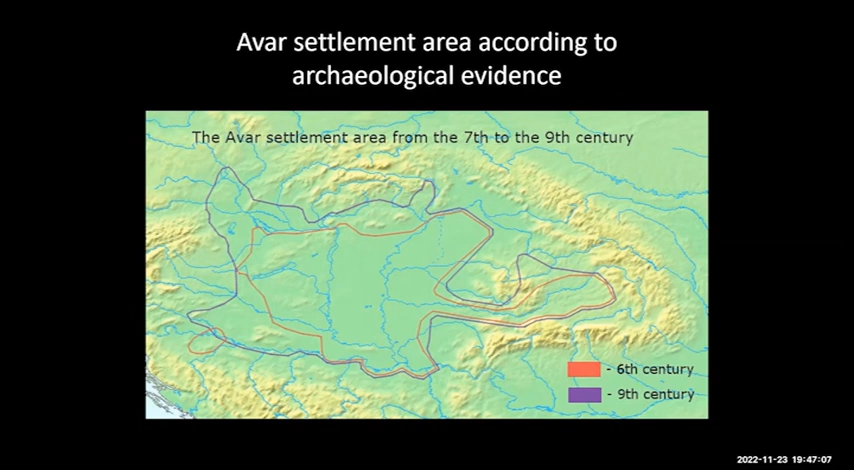 Avar settlement area according to
archaeological evidence
The Avar settlement area from the 7th to the 9th century
- 6th century
- 9th century
2022-11-23 19:47:07